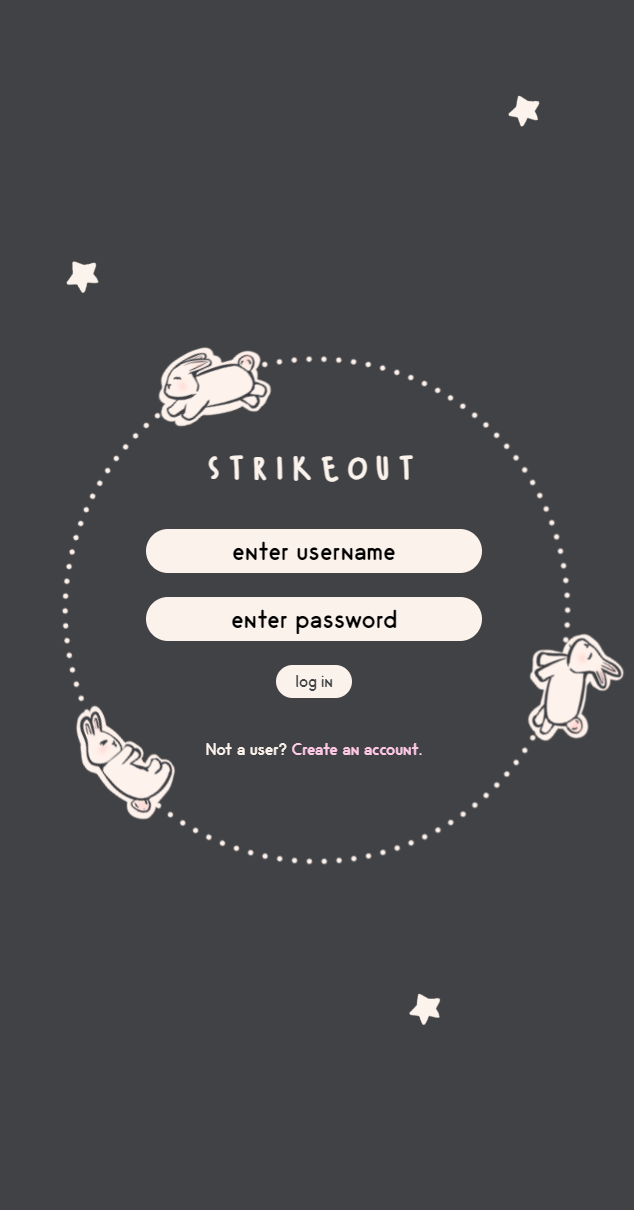 STRIKEOUT
enter username
enter password
log in
Not a user? Create an account.